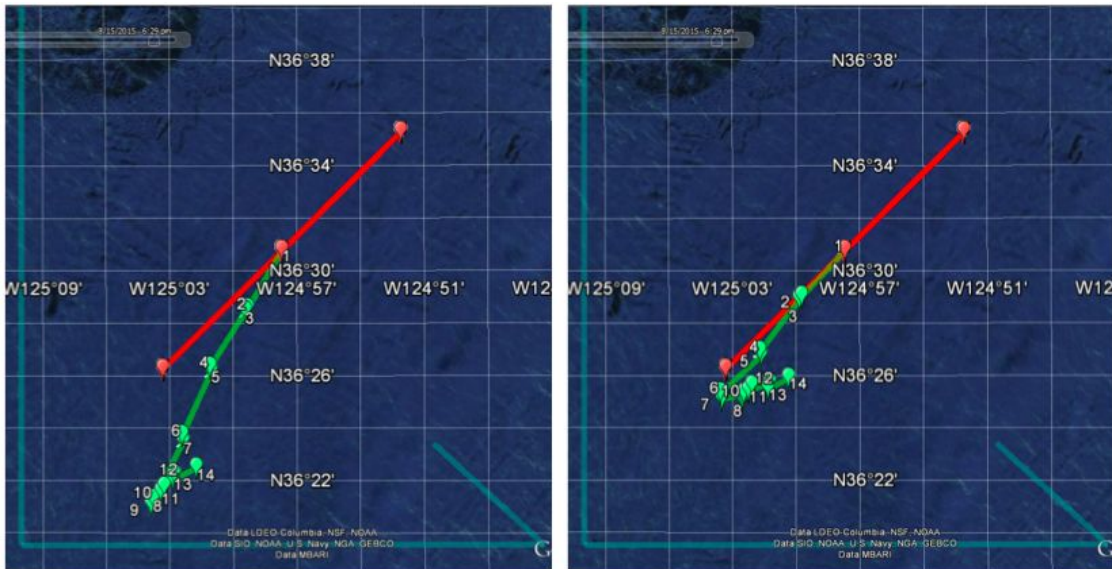 8/15/2015 6:29 pm
N36°38'
N36°34'
1
N36°30'
W125°09' W125°03' W124°57' W124°51'
2
3
4
5
N36°26'
6
7
12
14
N36°22'
13
10
11
9
8
Data LDEO-Columbia, NSF, NOAA
Data SIO, NOAA, U.S. Navy, NGA, GEBCO
Data MBARI
G
8/15/2015 6:29 pm
N36°38'
N36°34'
1
N36°30'
W125°09' W125°03' W124°57' W124°51'
2
3
4
5
N36°26'
12
14
6
10
11
13
7
8
N36°22'
Data LDEO-Columbia, NSF, NOAA
Data SIO, NOAA, U.S. Navy, NGA, GEBCO
Data MBARI
G